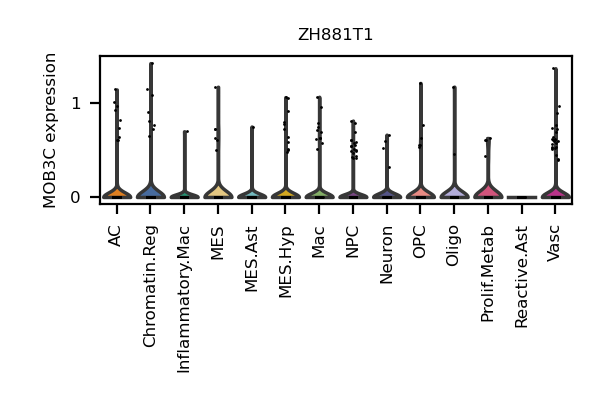 ZH881T1
MOB3C expression
1
0
AC
Chromatin.Reg
Inflammatory.Mac
MES
MES.Ast
MES.Hyp
Mac
NPC
Neuron
OPC
Oligo
Prolif.Metab
Reactive.Ast
Vasc